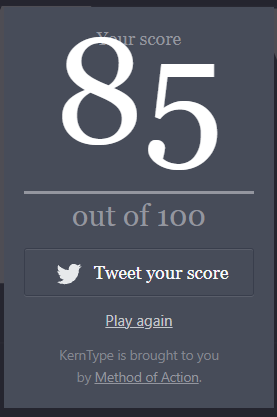 Your score
85
out of 100
Tweet your score
Play again
KernType is brought to you
by Method of Action.